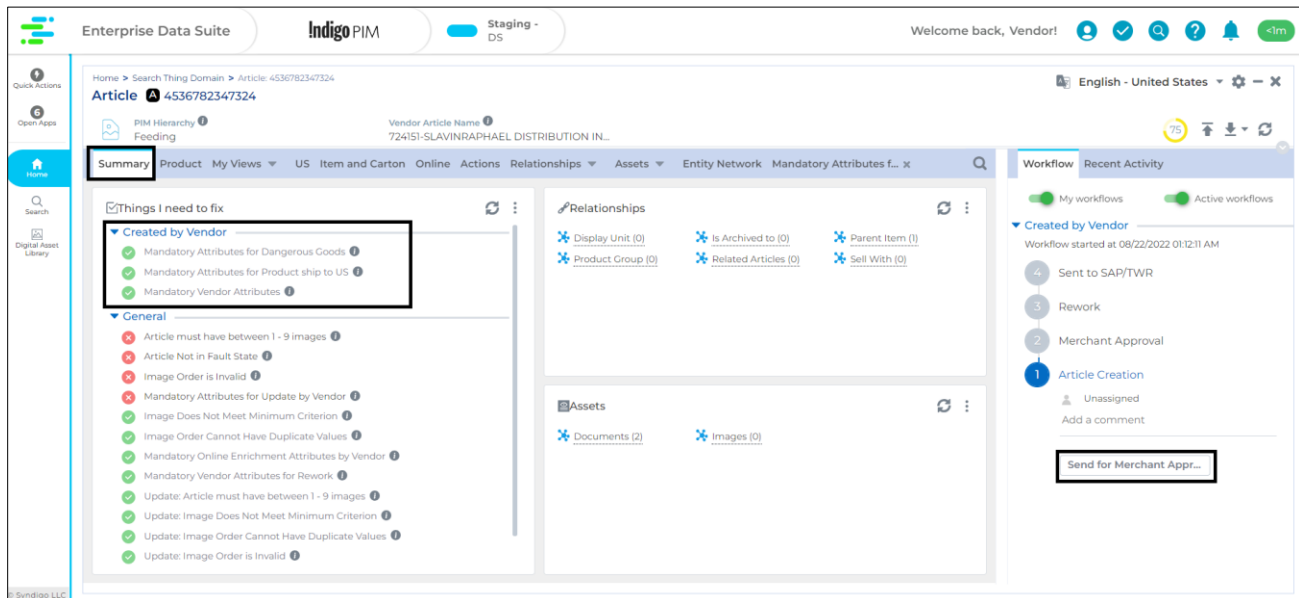 Enterprise Data Suite
!ndigo PIM
Staging -
DS
Welcome back, Vendor!
?
<1m
Quick Actions
6
Open Apps
Home
Search
Digital Asset
Library
© Syndigo LLC
Home > Search Thing Domain > Article: 4536782347324
Article A 4536782347324
English - United States
PIM Hierarchy
Feeding
Vendor Article Name
724151-SLAVINRAPHAEL DISTRIBUTION IN...
75
Summary Product My Views US Item and Carton Online Actions Relationships Assets Entity Network Mandatory Attributes f... x
Things I need to fix
Created by Vendor
Mandatory Attributes for Dangerous Goods
Mandatory Attributes for Product ship to US
Mandatory Vendor Attributes
General
Article must have between 1 - 9 images
Article Not in Fault State
Image Order is Invalid
Mandatory Attributes for Update by Vendor
Image Does Not Meet Minimum Criterion
Image Order Cannot Have Duplicate Values
Mandatory Online Enrichment Attributes by Vendor
Mandatory Vendor Attributes for Rework
Update: Article must have between 1 - 9 images
Update: Image Does Not Meet Minimum Criterion
Update: Image Order Cannot Have Duplicate Values
Update: Image Order is Invalid
Relationships
Display Unit (0) Is Archived to (0) Parent Item (1)
Product Group (0) Related Articles (0) Sell With (0)
Assets
Documents (2) Images (0)
Workflow Recent Activity
My workflows Active workflows
Created by Vendor
Workflow started at 08/22/2022 01:12:11 AM
4 Sent to SAP/TWR
3 Rework
2 Merchant Approval
1 Article Creation
Unassigned
Add a comment
Send for Merchant Appr...